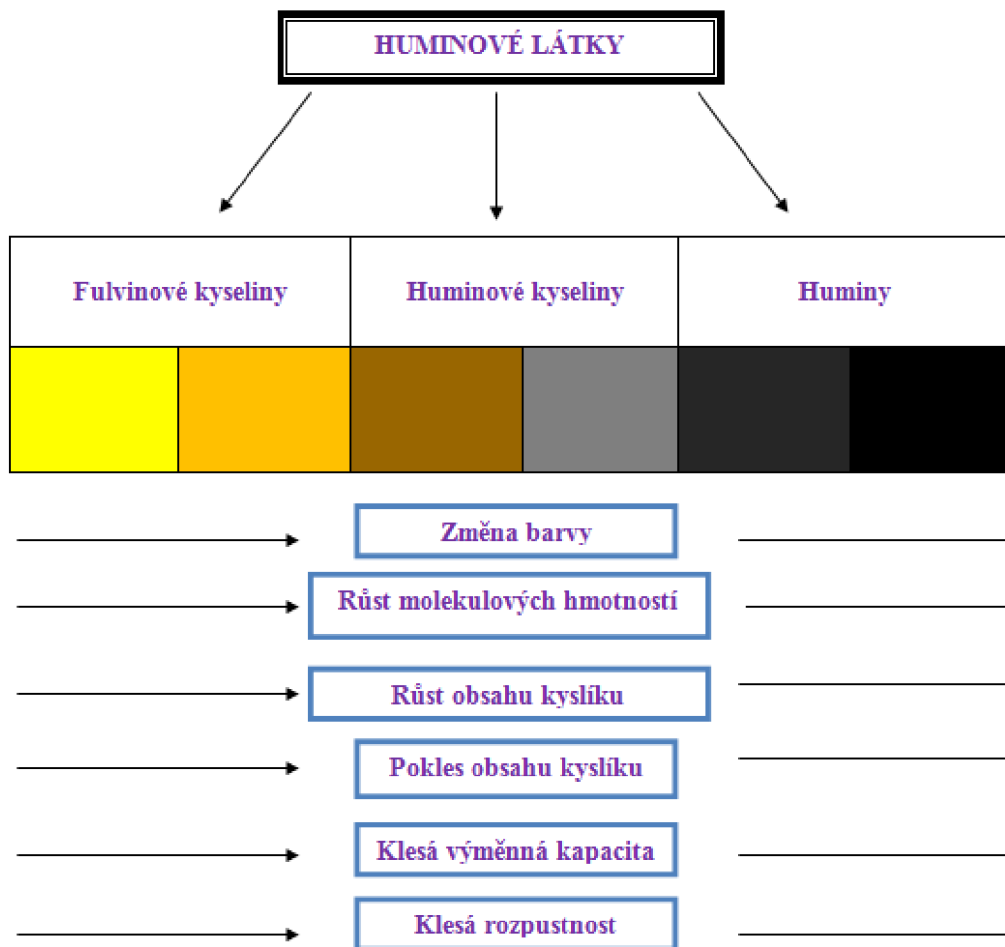 HUMINOVÉ LÁTKY
Fulvinové kyseliny
Huminové kyseliny
Huminy
Změna barvy
Růst molekulových hmotností
Růst obsahu kyslíku
Pokles obsahu kyslíku
Klesá výměnná kapacita
Klesá rozpustnost